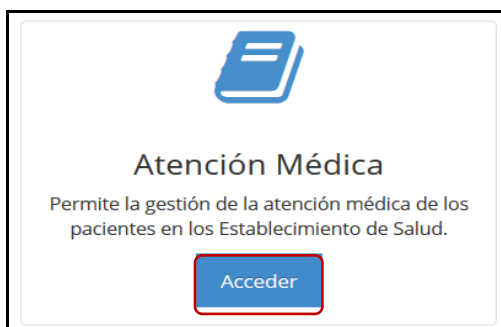 Atención Médica
Permite la gestión de la atención médica de los
pacientes en los Establecimiento de Salud.
Acceder